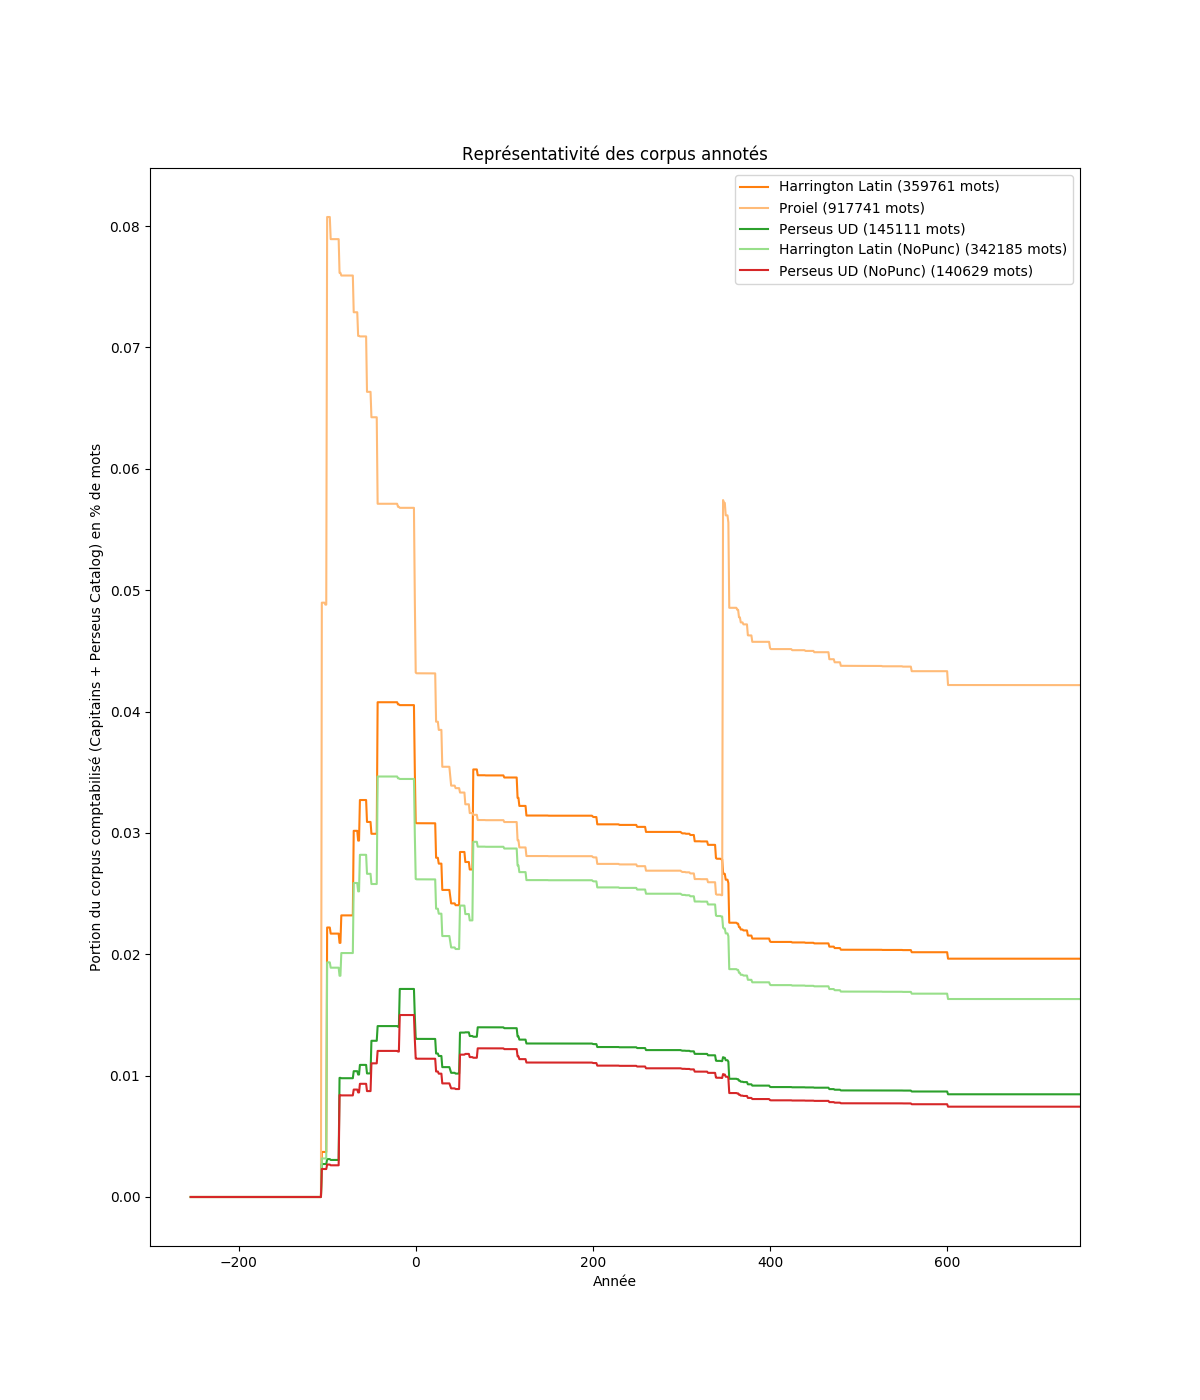 Représentativité des corpus annotés
Harrington Latin (359761 mots)
Proiel (917741 mots)
Perseus UD (145111 mots)
Harrington Latin (NoPunc) (342185 mots)
Perseus UD (NoPunc) (140629 mots)
Portion du corpus comptabilisé (Capitains + Perseus Catalog) en % de mots
0.08
0.07
0.06
0.05
0.04
0.03
0.02
0.01
0.00
−200 0 200 400 600
Année